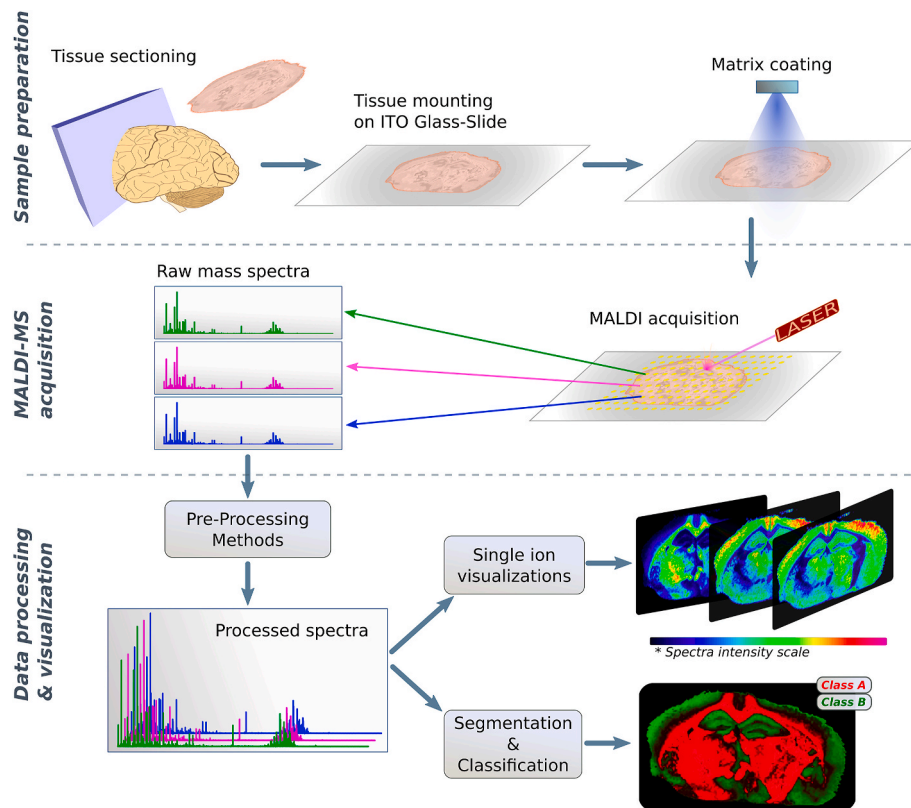 Sample preparation
Tissue sectioning
Tissue mounting
on ITO Glass-Slide
Matrix coating
MALDI-MS
acquisition
Raw mass spectra
MALDI acquisition
LASER
Data processing
& visualization
Pre-Processing
Methods
Processed spectra
Single ion
visualizations
* Spectra intensity scale
Segmentation
&
Classification
Class A
Class B